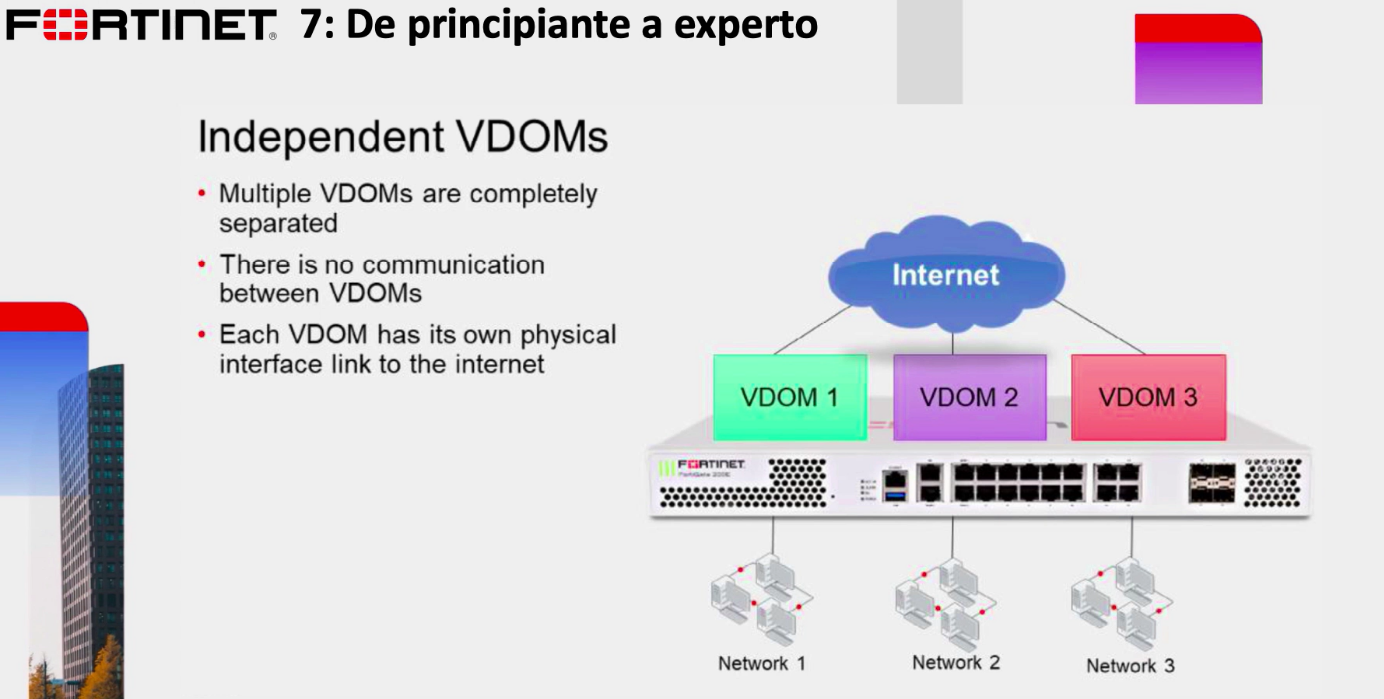 FORTINET® 7: De principiante a experto
Independent VDOMs
• Multiple VDOMs are completely
separated
• There is no communication
between VDOMs
• Each VDOM has its own physical
interface link to the internet
Internet
VDOM 1
VDOM 2
VDOM 3
FORTINET
FortiGate 200E
Network 1
Network 2
Network 3